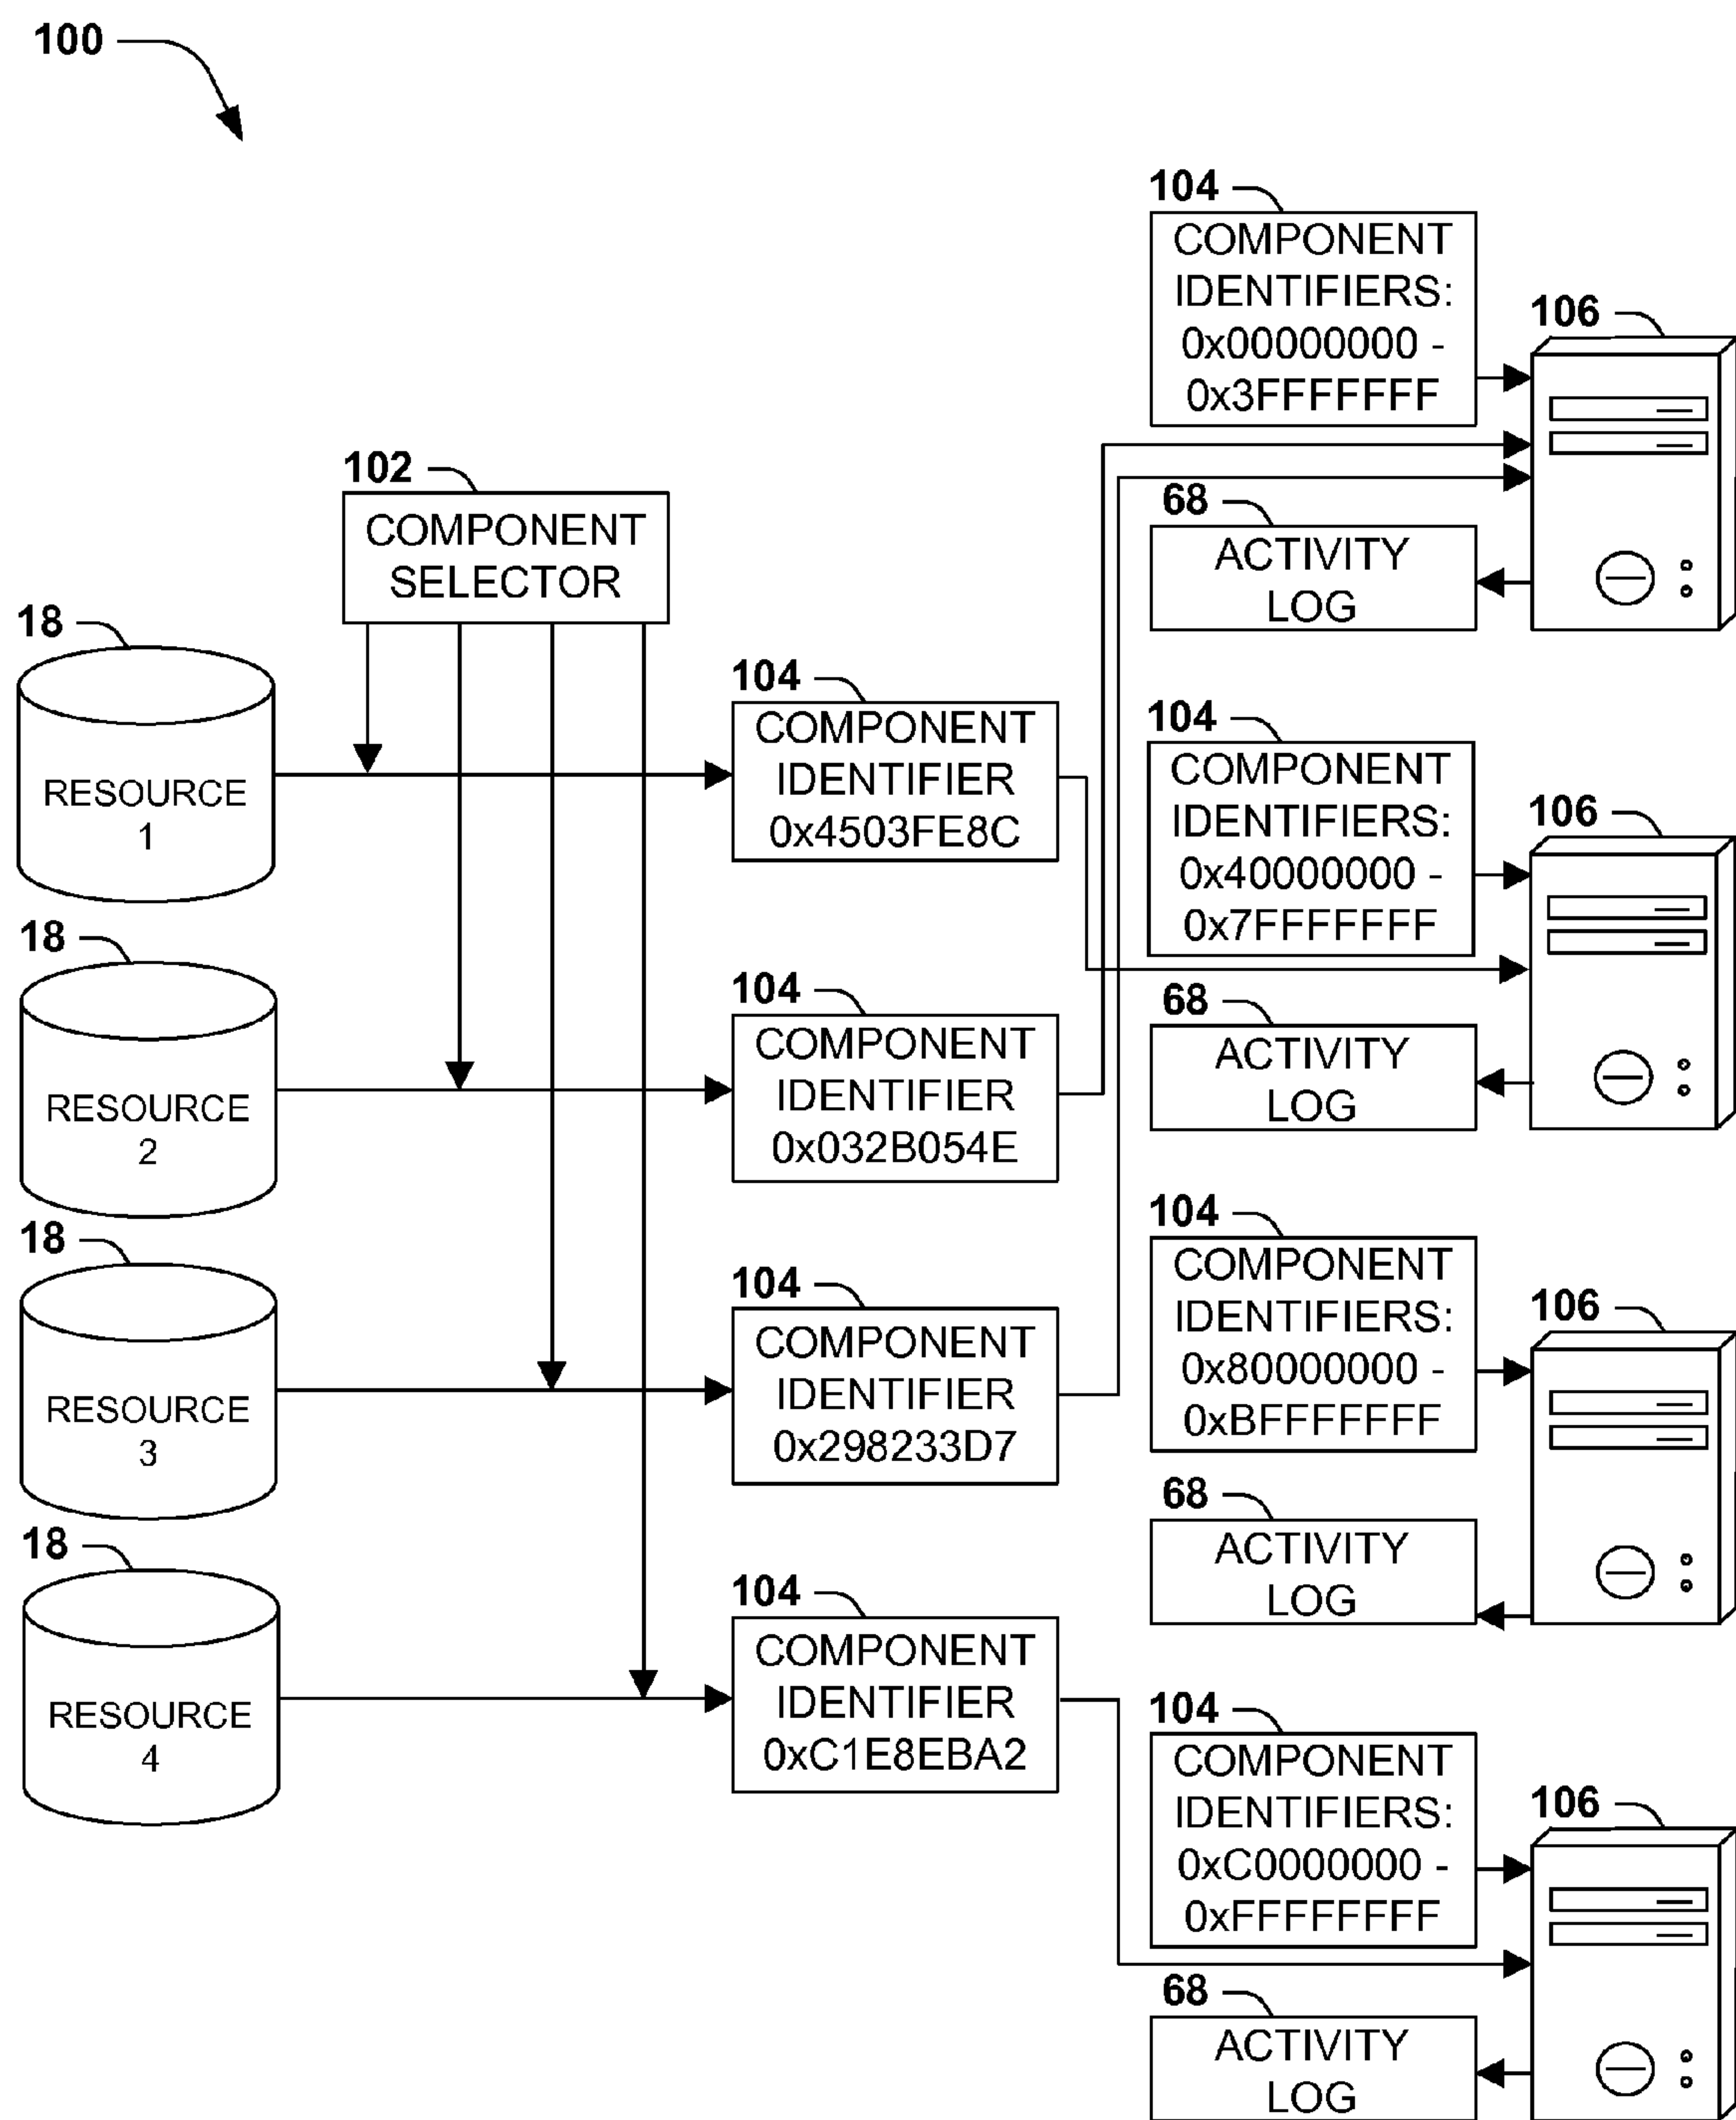 100
104
COMPONENT
IDENTIFIERS:
0x00000000 -
0x3FFFFFFF
106
102
COMPONENT
SELECTOR
68
ACTIVITY
LOG
18
RESOURCE
1
104
COMPONENT
IDENTIFIER
0x4503FE8C
104
COMPONENT
IDENTIFIERS:
0x40000000 -
0x7FFFFFFF
106
18
RESOURCE
2
104
COMPONENT
IDENTIFIER
0x032B054E
68
ACTIVITY
LOG
18
RESOURCE
3
104
COMPONENT
IDENTIFIER
0x298233D7
104
COMPONENT
IDENTIFIERS:
0x80000000 -
0xBFFFFFFF
106
68
ACTIVITY
LOG
18
RESOURCE
4
104
COMPONENT
IDENTIFIER
0xC1E8EBA2
104
COMPONENT
IDENTIFIERS:
0xC0000000 -
0xFFFFFFFF
106
68
ACTIVITY
LOG